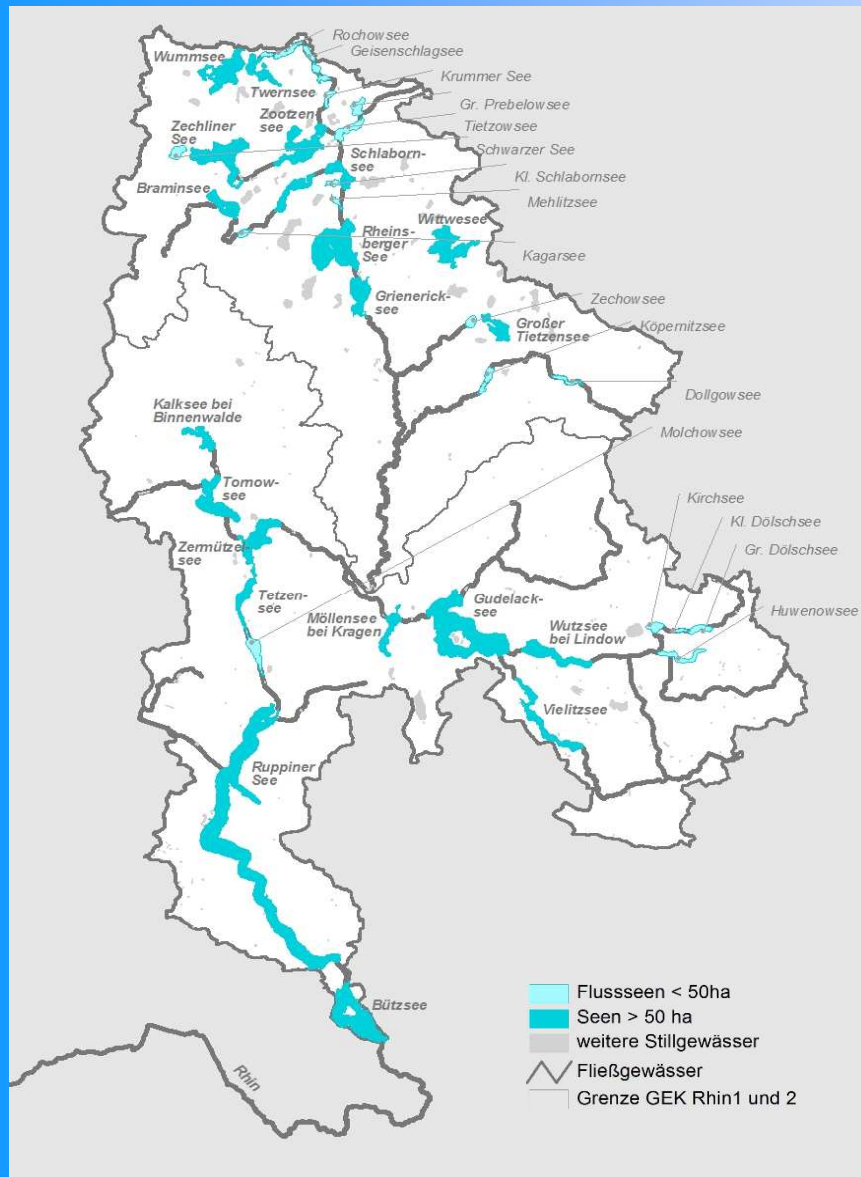 Rochowsee
Geisenschlagsee
Wummsee
Krummer See
Twernsee
Gr. Prebelowsee
Zootzen-
see
Tietzowsee
Zechliner
See
Schwarzer See
Schlaborn-
see
Kl. Schlabornsee
Braminsee
Mehlitzsee
Wittwesee
Rheins-
berger
See
Kagarsee
Grienerick-
see
Zechowsee
Großer
Tietzensee
Köpernitzsee
Dollgowsee
Kalksee bei
Binnenwalde
Molchowsee
Tornow-
see
Kirchsee
Kl. Dölschsee
Gr. Dölschsee
Zermützel-
see
Huwenowsee
Tetzen-
see
Möllensee
bei Kragen
Gudelack-
see
Wutzsee
bei Lindow
Vielitzsee
Ruppiner
See
Bützsee
Rhin
Flussseen < 50ha
Seen > 50 ha
weitere Stillgewässer
Fließgewässer
Grenze GEK Rhin1 und 2